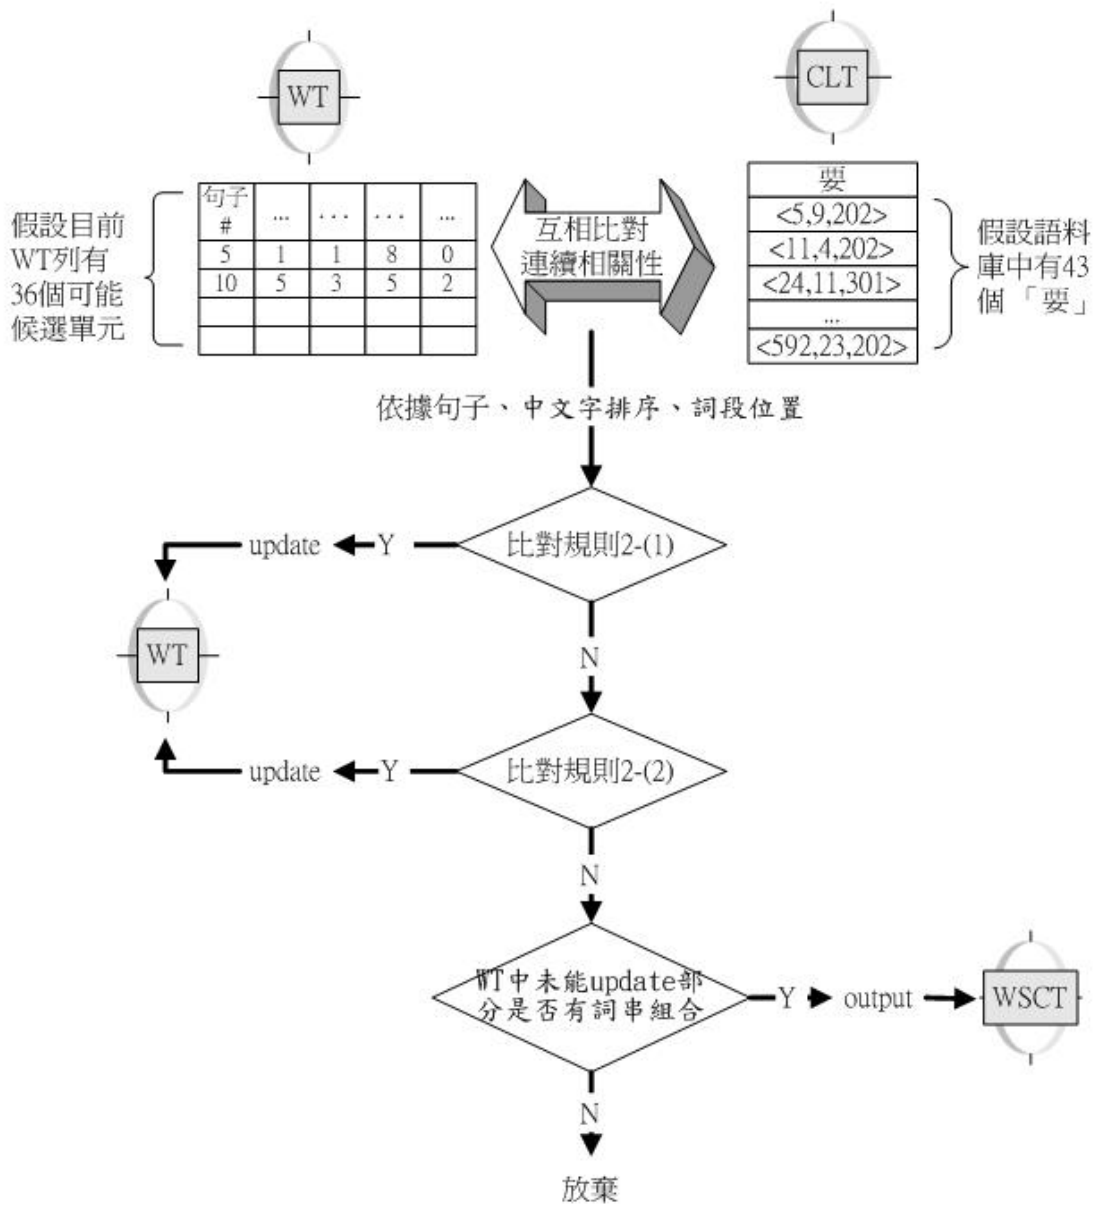 WT
CLT
假設目前
WT列有
36個可能
候選單元
句子
# ... ... ... ...
5 1 1 8 0
10 5 3 5 2
互相比對
連續相關性
要
<5,9,202>
<11,4,202>
<24,11,301>
...
<592,23,202>
假設語料
庫中有43
個「要」
依據句子、中文字排序、詞段位置
比對規則2-(1)
Y
update
WT
N
比對規則2-(2)
Y
update
N
WT中未能update部
分是否有詞串組合
Y
output
WSCT
N
放棄